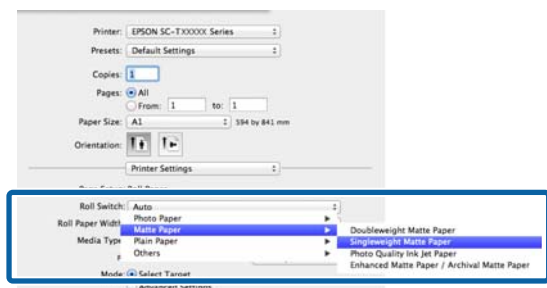 Printer: EPSON SC-TXXXXX Series
Presets: Default Settings
Copies: 1
Pages: All
From: 1 to: 1
Paper Size: A1 594 by 841 mm
Orientation:
Printer Settings
Roll Switch: Auto
Roll Paper Width
Photo Paper
Matte Paper
Media Type
Plain Paper
Others
Doubleweight Matte Paper
Singleweight Matte Paper
Photo Quality Ink Jet Paper
Enhanced Matte Paper / Archival Matte Paper
Mode: Select Target
Advanced Settings